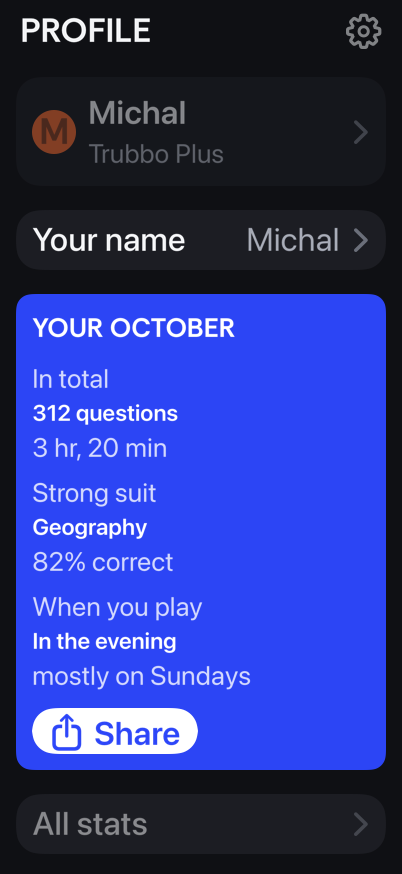 PROFILE
M
Michal
Trubbo Plus
Your name Michal
YOUR OCTOBER
In total
312 questions
3 hr, 20 min
Strong suit
Geography
82% correct
When you play
In the evening
mostly on Sundays
Share
All stats